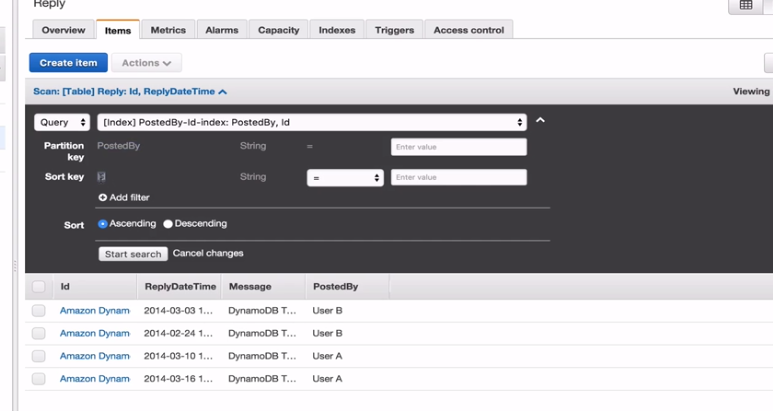 Reply
Overview Items Metrics Alarms Capacity Indexes Triggers Access control
Create item Actions
Scan: [Table] Reply: Id, ReplyDateTime Viewing
Query [Index] PostedBy-Id-index: PostedBy, Id
Partition key PostedBy String = Enter value
Sort key Id String = Enter value
Add filter
Sort Ascending Descending
Start search Cancel changes
Id ReplyDateTime Message PostedBy
Amazon Dynam 2014-03-03 1... DynamoDB T... User B
Amazon Dynam 2014-02-24 1... DynamoDB T... User B
Amazon Dynam 2014-03-10 1... DynamoDB T... User A
Amazon Dynam 2014-03-16 1... DynamoDB T... User A